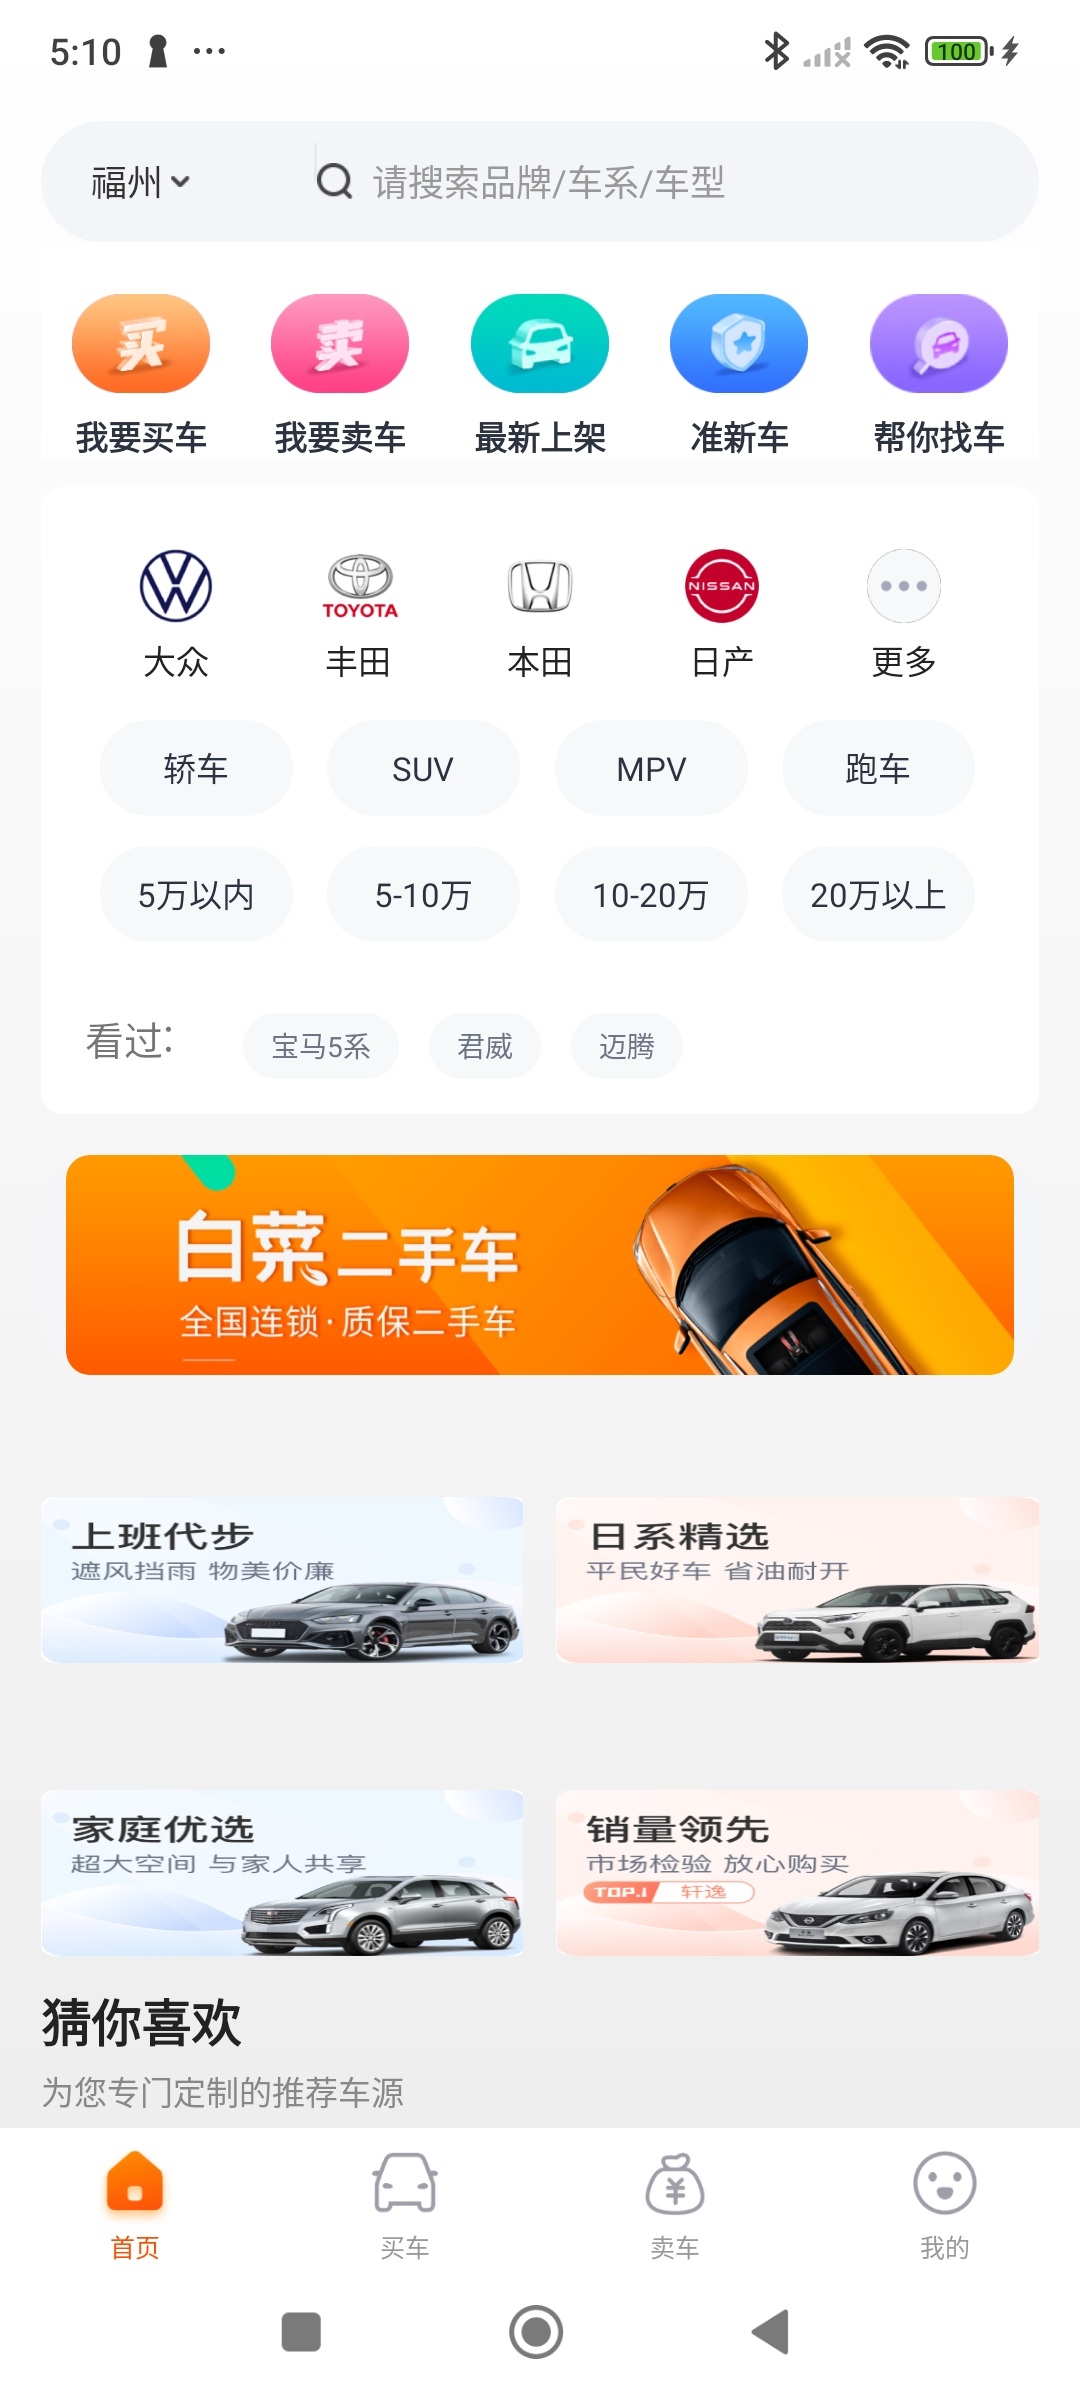 5:10
100
福州
请搜索品牌/车系/车型
买
卖
我要买车
我要卖车
最新上架
准新车
帮你找车
TOYOTA
NISSAN
大众
丰田
本田
日产
更多
轿车
SUV
MPV
跑车
5万以内
5-10万
10-20万
20万以上
看过:
宝马5系
君威
迈腾
白菜二手车
全国连锁·质保二手车
上班代步
遮风挡雨 物美价廉
日系精选
平民好车 省油耐开
家庭优选
超大空间 与家人共享
销量领先
市场检验 放心购买
TOP.1 轩逸
猜你喜欢
为您专门定制的推荐车源
首页
买车
卖车
我的